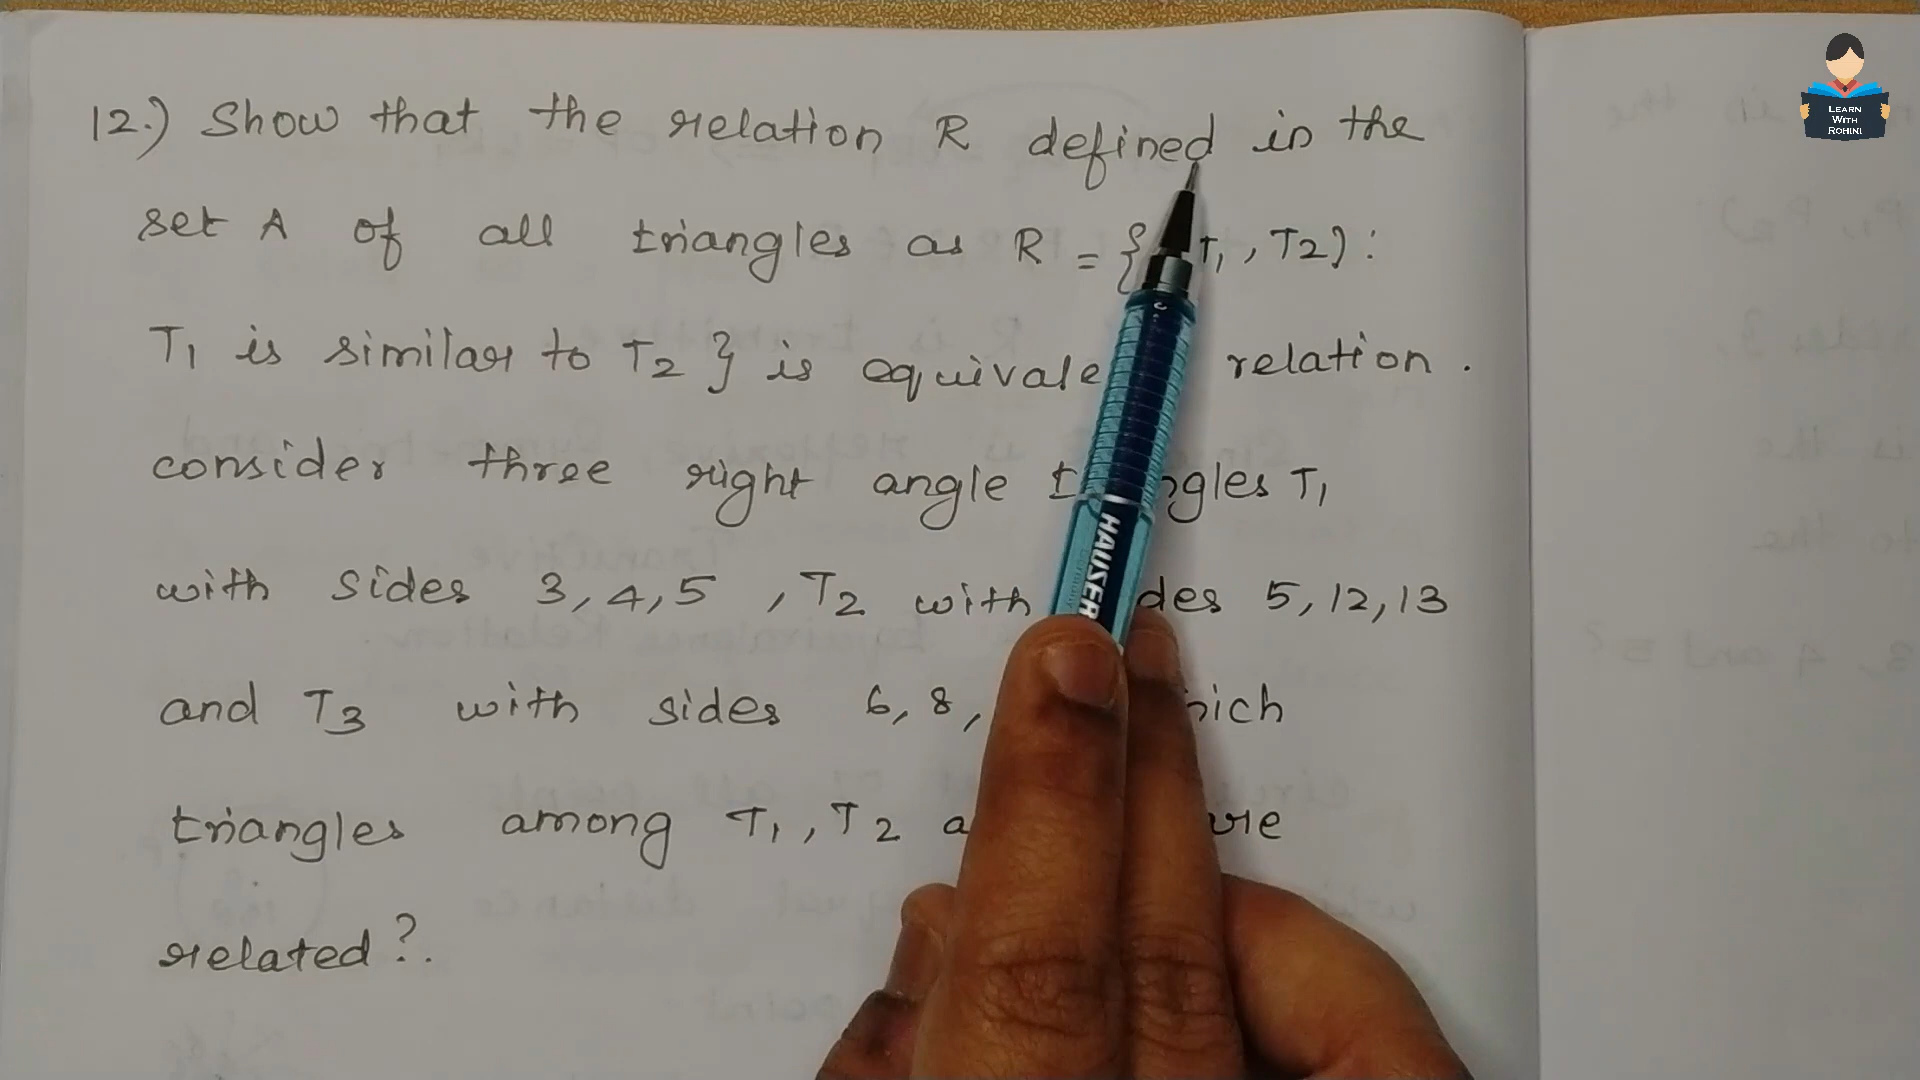 12.) Show that the relation R defined in the
set A of all triangles as R = { T1, T2) :
T1 is similar to T2 } is equivale relation.
consider three right angle ngles T1
with sides 3, 4, 5 , T2 with des 5, 12, 13
and T3 with sides 6, 8, hich
triangles among T1, T2 a re
related ?.
LEARN
WITH
ROHINI
HAUSER